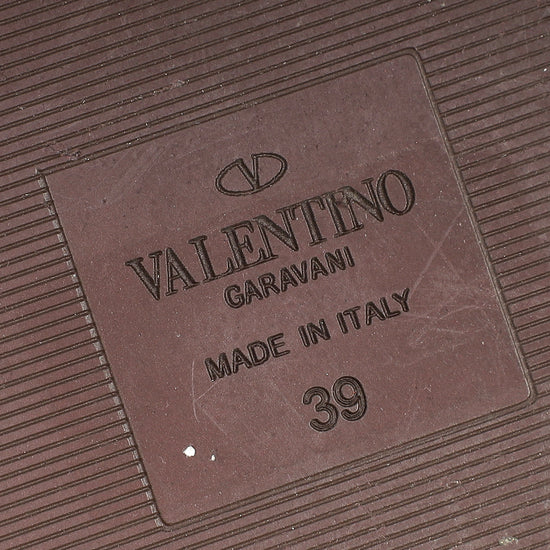 V
VALENTINO
GARAVANI
MADE IN ITALY
39